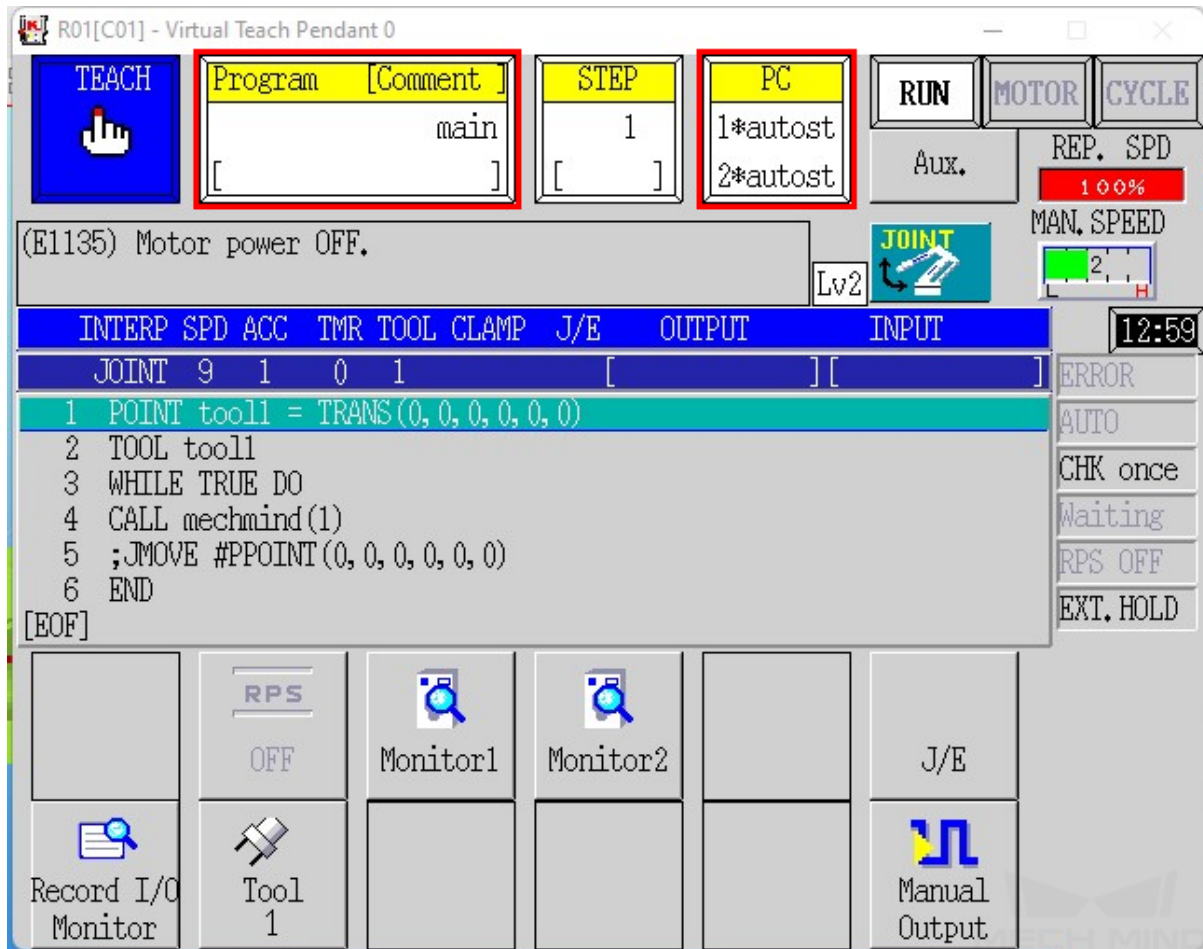 R01[C01] - Virtual Teach Pendant 0
TEACH
Program [Comment ]
main
[ ]
STEP
1
[ ]
PC
1*autost
2*autost
RUN
MOTOR
CYCLE
Aux.
REP. SPD
100%
(E1135) Motor power OFF.
Lv2
JOINT
MAN.SPEED
2
L H
INTERP SPD ACC TMR TOOL CLAMP J/E OUTPUT INPUT
12:59
JOINT 9 1 0 1 [ ][ ]
1 POINT tool1 = TRANS(0,0,0,0,0,0)
2 TOOL tool1
3 WHILE TRUE DO
4 CALL mechmind(1)
5 ;JMOVE #PPOINT(0,0,0,0,0,0)
6 END
[EOF]
ERROR
AUTO
CHK once
Waiting
RPS OFF
EXT.HOLD
RPS
OFF
Monitor1
Monitor2
J/E
Record I/O
Monitor
Tool
1
Manual
Output
MECH MIND